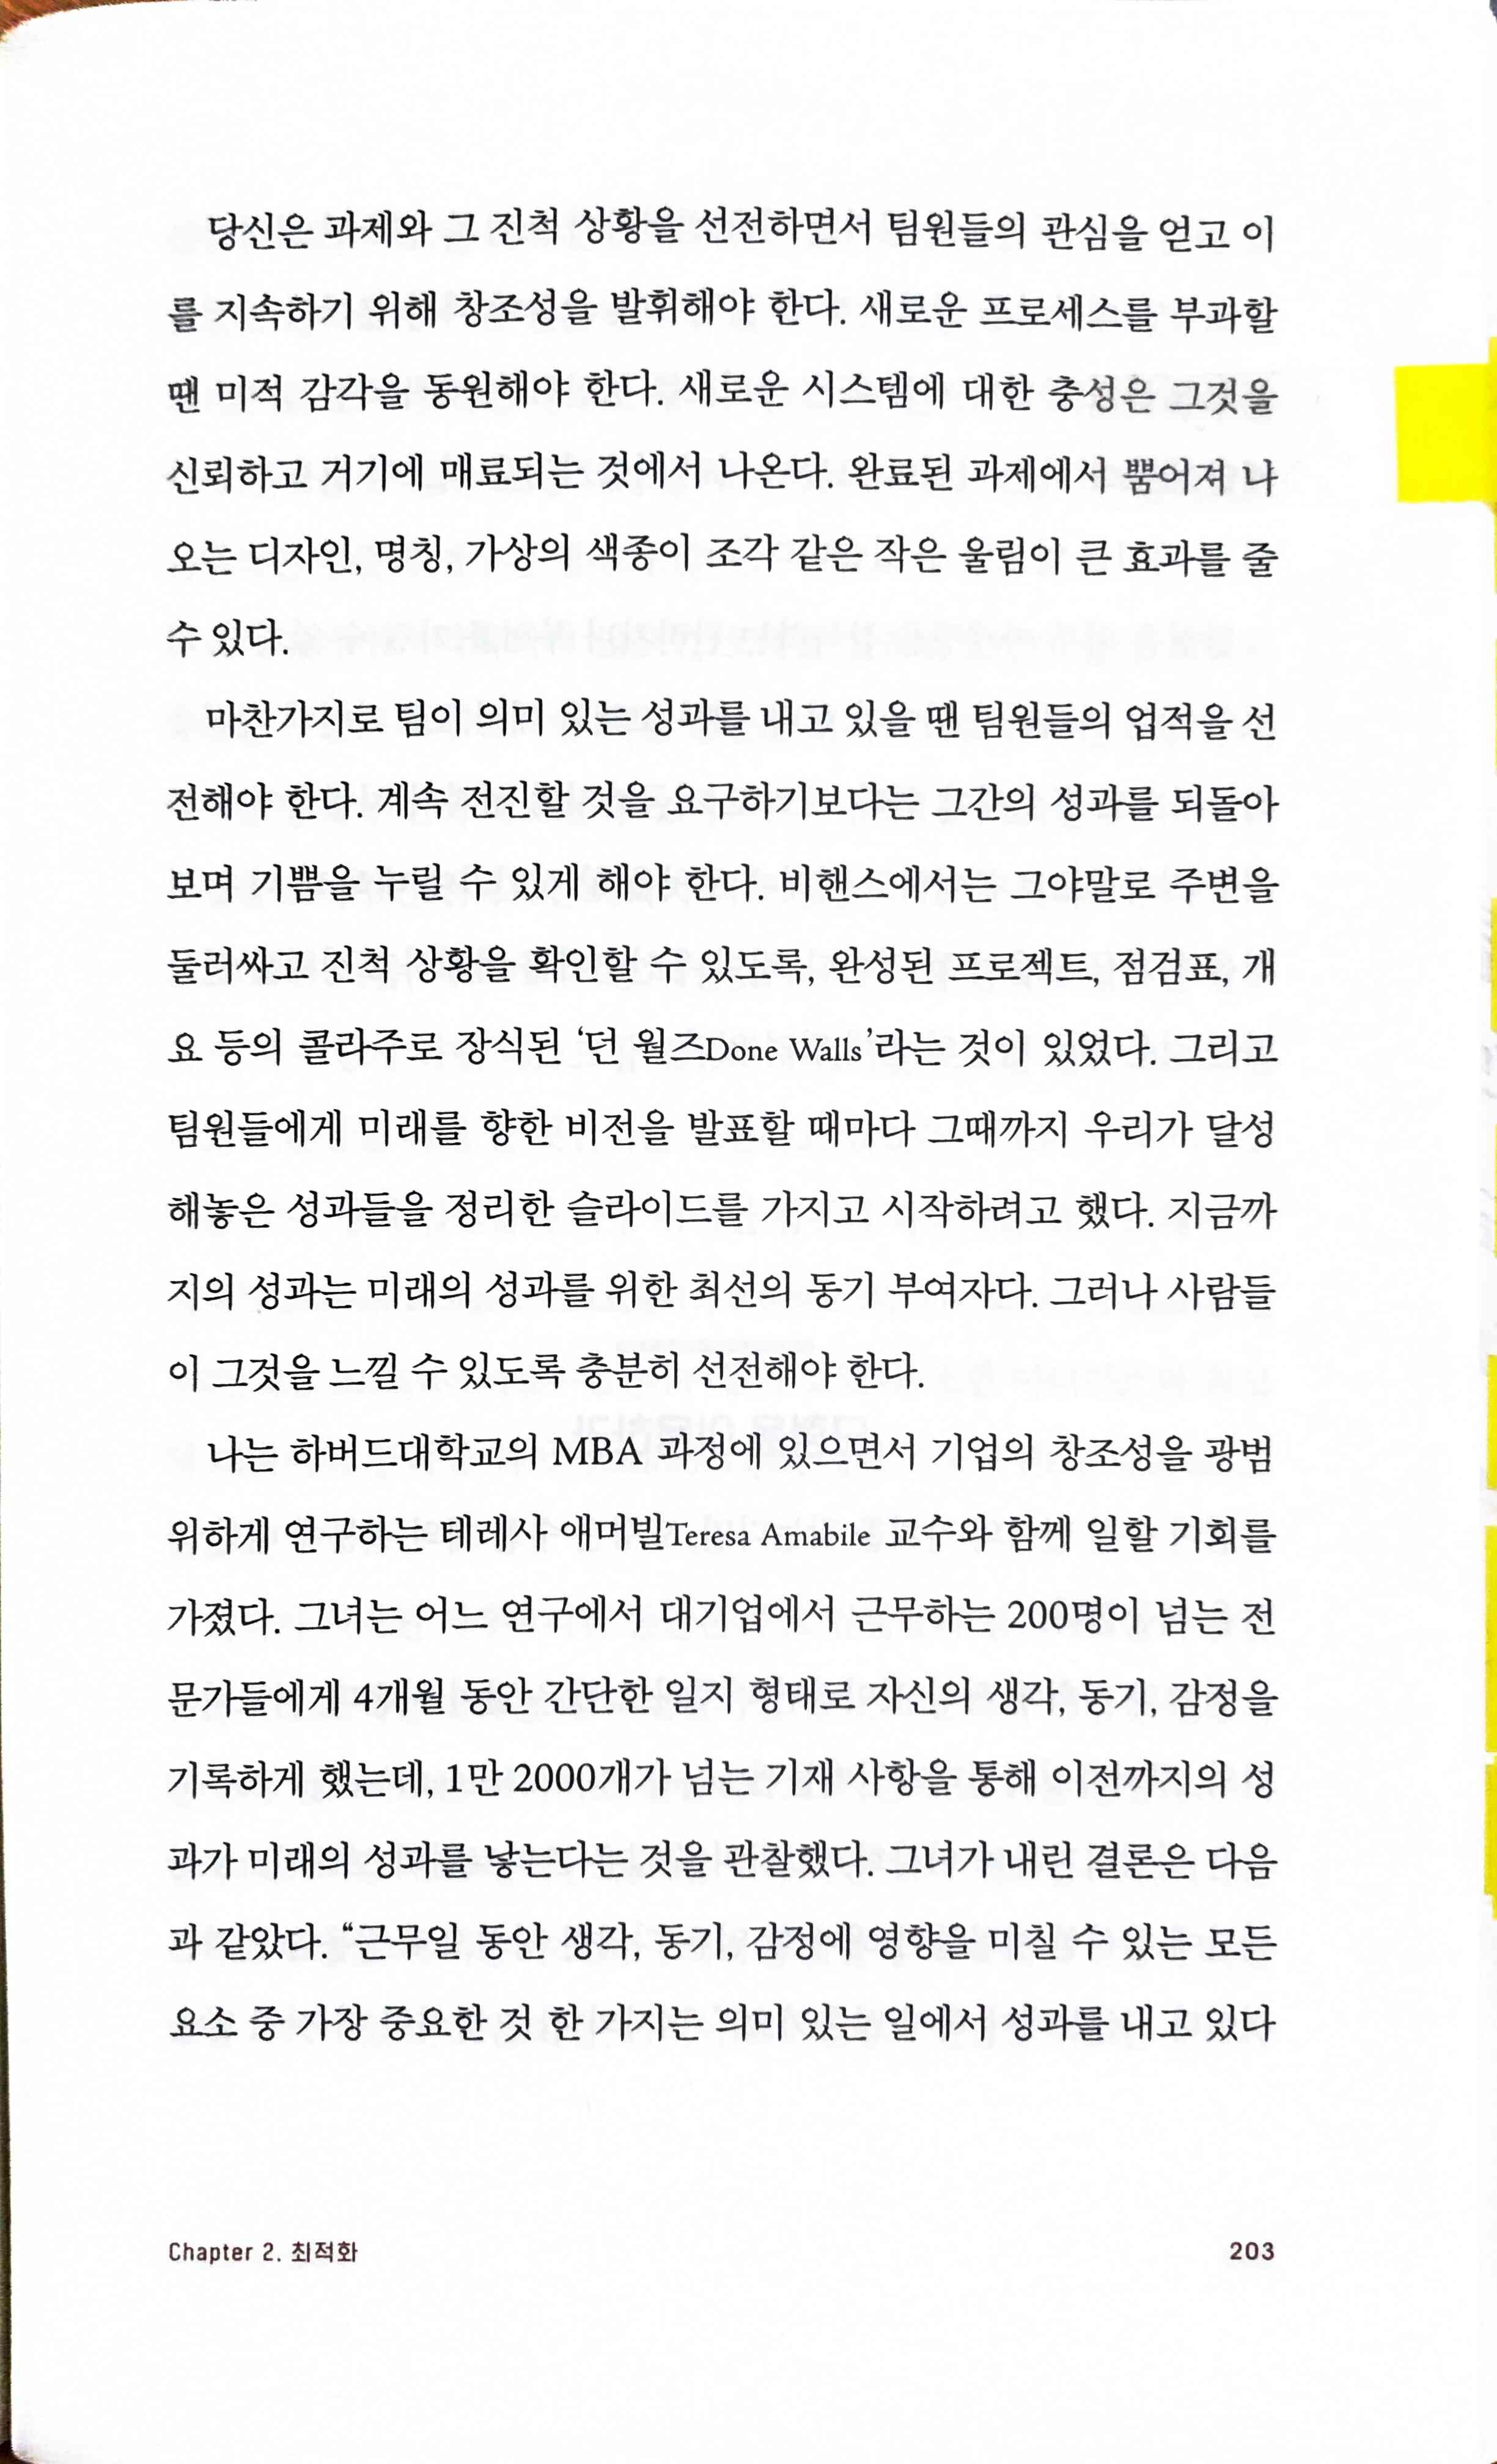 당신은 과제와 그 진척 상황을 선전하면서 팀원들의 관심을 얻고 이
를 지속하기 위해 창조성을 발휘해야 한다. 새로운 프로세스를 부과할
땐 미적 감각을 동원해야 한다. 새로운 시스템에 대한 충성은 그것을
신뢰하고 거기에 매료되는 것에서 나온다. 완료된 과제에서 뿜어져 나
오는 디자인, 명칭, 가상의 색종이 조각 같은 작은 울림이 큰 효과를 줄
수 있다.
마찬가지로 팀이 의미 있는 성과를 내고 있을 땐 팀원들의 업적을 선
전해야 한다. 계속 전진할 것을 요구하기보다는 그간의 성과를 되돌아
보며 기쁨을 누릴 수 있게 해야 한다. 비핸스에서는 그야말로 주변을
둘러싸고 진척 상황을 확인할 수 있도록, 완성된 프로젝트, 점검표, 개
요 등의 콜라주로 장식된 ‘던 월즈Done Walls’라는 것이 있었다. 그리고
팀원들에게 미래를 향한 비전을 발표할 때마다 그때까지 우리가 달성
해놓은 성과들을 정리한 슬라이드를 가지고 시작하려고 했다. 지금까
지의 성과는 미래의 성과를 위한 최선의 동기 부여자다. 그러나 사람들
이 그것을 느낄 수 있도록 충분히 선전해야 한다.
나는 하버드대학교의 MBA 과정에 있으면서 기업의 창조성을 광범
위하게 연구하는 테레사 애머빌Teresa Amabile 교수와 함께 일할 기회를
가졌다. 그녀는 어느 연구에서 대기업에서 근무하는 200명이 넘는 전
문가들에게 4개월 동안 간단한 일지 형태로 자신의 생각, 동기, 감정을
기록하게 했는데, 1만 2000개가 넘는 기재 사항을 통해 이전까지의 성
과가 미래의 성과를 낳는다는 것을 관찰했다. 그녀가 내린 결론은 다음
과 같았다. “근무일 동안 생각, 동기, 감정에 영향을 미칠 수 있는 모든
요소 중 가장 중요한 것 한 가지는 의미 있는 일에서 성과를 내고 있다
Chapter 2. 최적화
203